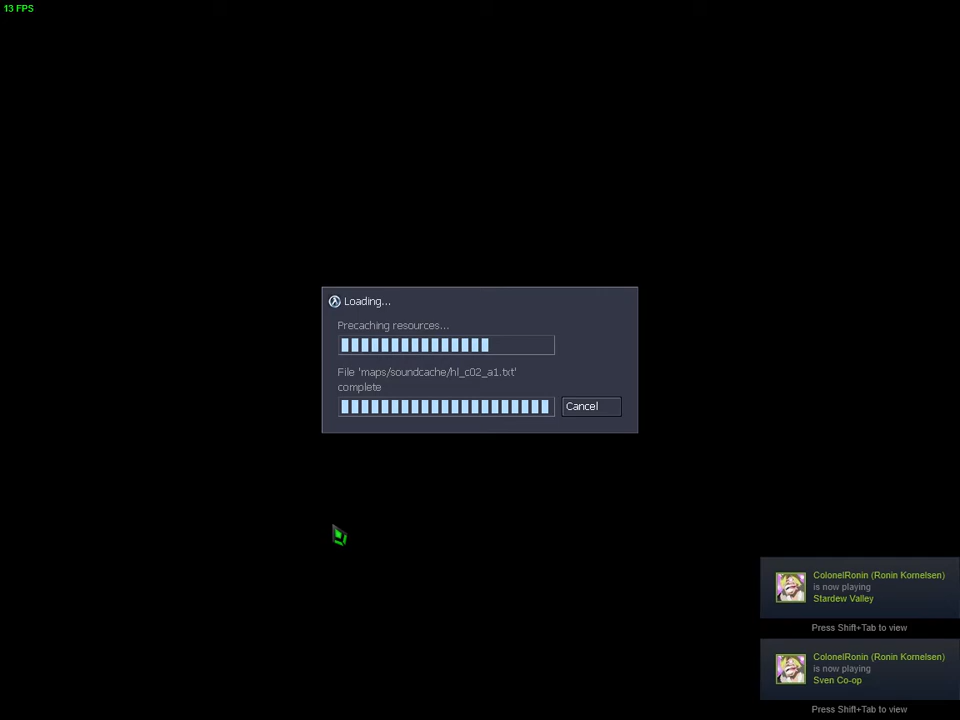 13 FPS
Loading...
Precaching resources...
File 'maps/soundcache/hl_c02_a1.txt'
complete
Cancel
ColonelRonin (Ronin Kornelsen)
is now playing
Stardew Valley
Press Shift+Tab to view
ColonelRonin (Ronin Kornelsen)
is now playing
Sven Co-op
Press Shift+Tab to view